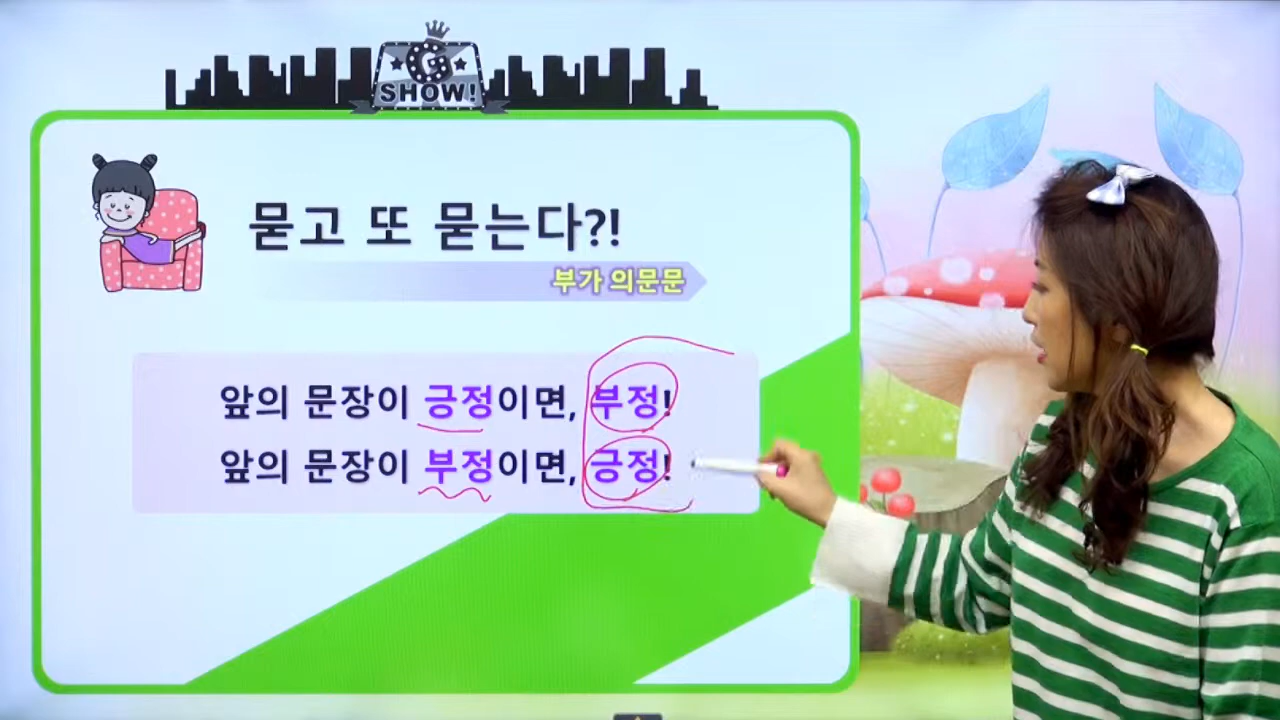 G
SHOW!
묻고 또 묻는다?!
부가 의문문
앞의 문장이 긍정이면, 부정!
앞의 문장이 부정이면, 긍정!